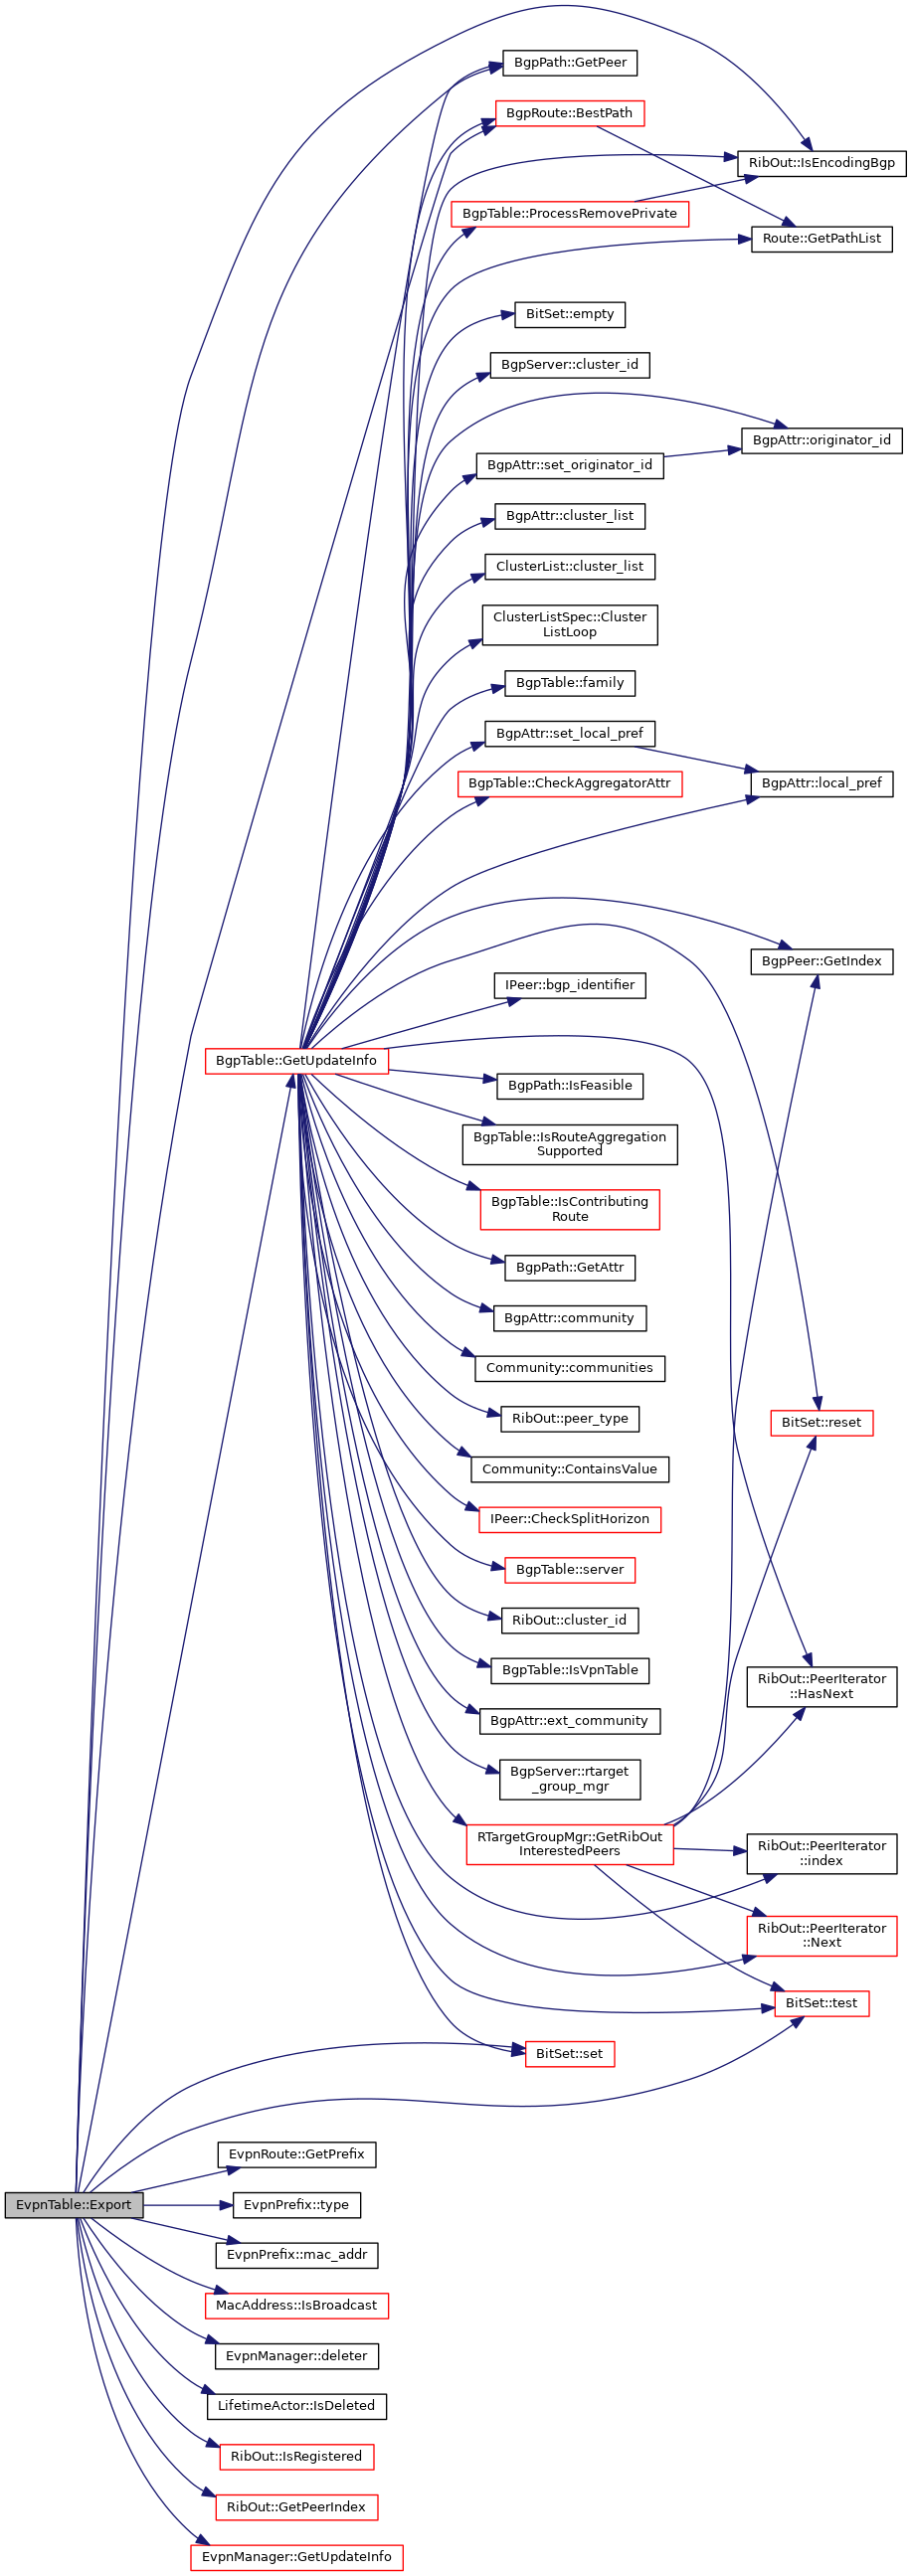 BgpPath::GetPeer
BgpRoute::BestPath
RibOut::IsEncodingBgp
BgpTable::ProcessRemovePrivate
Route::GetPathList
BitSet::empty
BgpServer::cluster_id
BgpAttr::originator_id
BgpAttr::set_originator_id
BgpAttr::cluster_list
ClusterList::cluster_list
ClusterListSpec::Cluster
ListLoop
BgpTable::family
BgpAttr::set_local_pref
BgpTable::CheckAggregatorAttr
BgpAttr::local_pref
BgpPeer::GetIndex
IPeer::bgp_identifier
BgpTable::GetUpdateInfo
BgpPath::IsFeasible
BgpTable::IsRouteAggregation
Supported
BgpTable::IsContributing
Route
BgpPath::GetAttr
BgpAttr::community
Community::communities
RibOut::peer_type
BitSet::reset
Community::ContainsValue
IPeer::CheckSplitHorizon
BgpTable::server
RibOut::cluster_id
BgpTable::IsVpnTable
RibOut::PeerIterator
::HasNext
BgpAttr::ext_community
BgpServer::rtarget
_group_mgr
RTargetGroupMgr::GetRibOut
InterestedPeers
RibOut::PeerIterator
::index
RibOut::PeerIterator
::Next
BitSet::test
BitSet::set
EvpnRoute::GetPrefix
EvpnTable::Export
EvpnPrefix::type
EvpnPrefix::mac_addr
MacAddress::IsBroadcast
EvpnManager::deleter
LifetimeActor::IsDeleted
RibOut::IsRegistered
RibOut::GetPeerIndex
EvpnManager::GetUpdateInfo